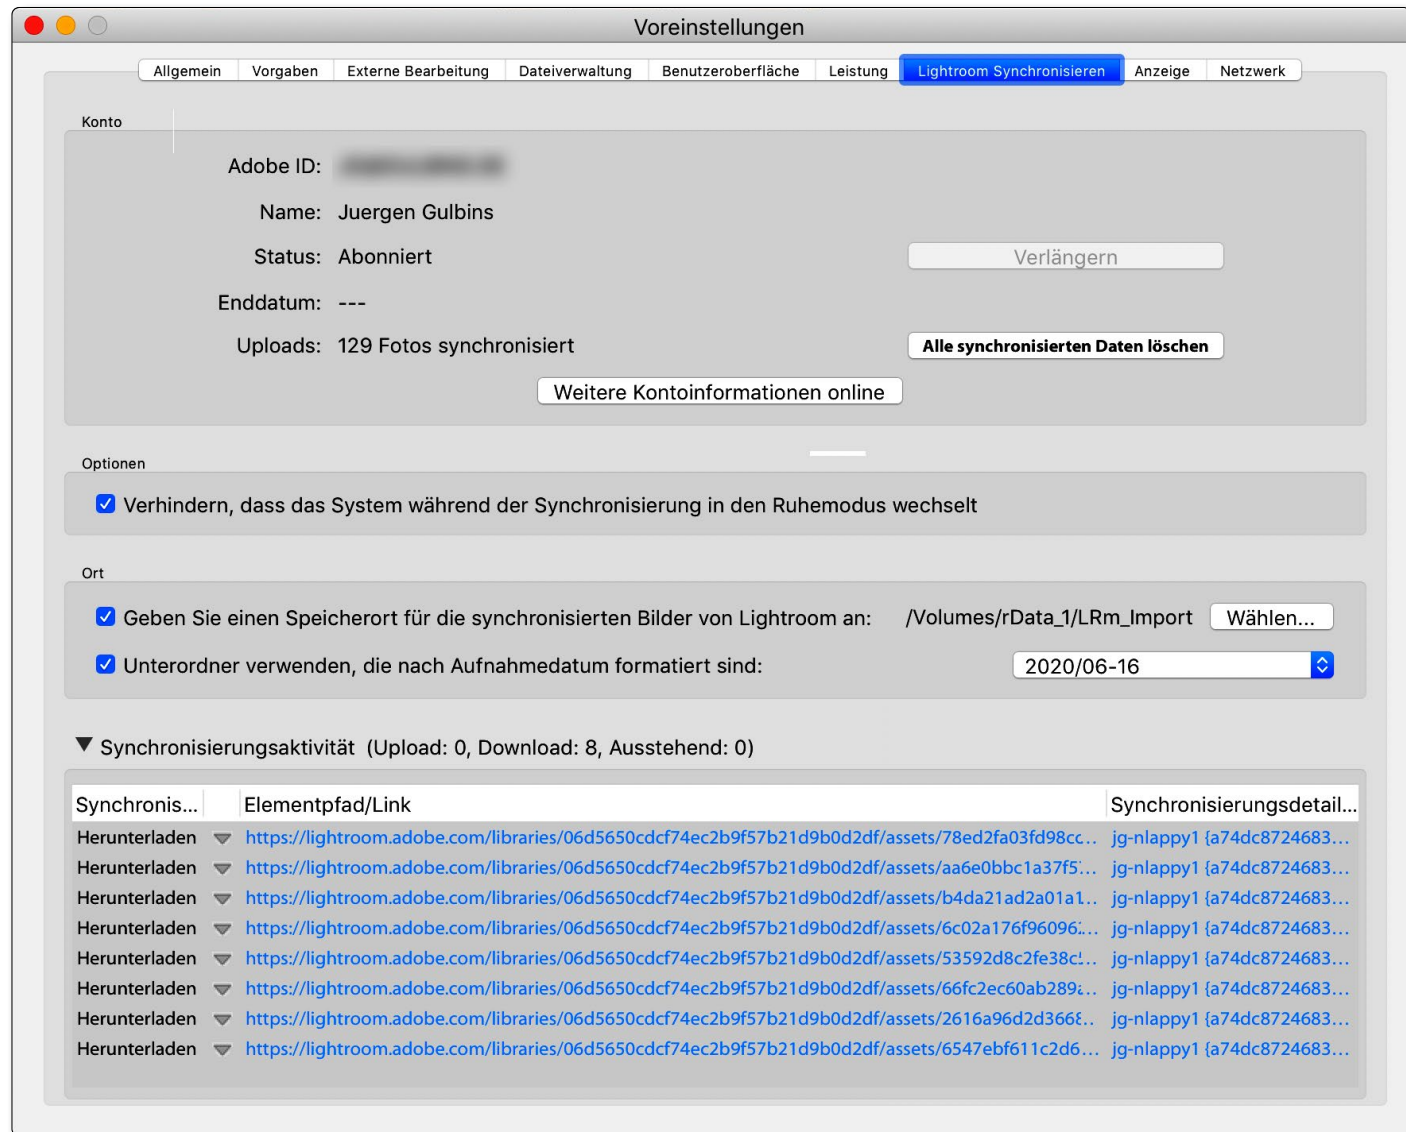 Voreinstellungen
Allgemein Vorgaben Externe Bearbeitung Dateiverwaltung Benutzeroberfläche Leistung Lightroom Synchronisieren Anzeige Netzwerk
Konto
Adobe ID:
Name: Juergen Gulbins
Status: Abonniert Verlängern
Enddatum: ---
Uploads: 129 Fotos synchronisiert Alle synchronisierten Daten löschen
Weitere Kontoinformationen online
Optionen
Verhindern, dass das System während der Synchronisierung in den Ruhemodus wechselt
Ort
Geben Sie einen Speicherort für die synchronisierten Bilder von Lightroom an: /Volumes/rData_1/LRm_Import Wählen...
Unterordner verwenden, die nach Aufnahmedatum formatiert sind: 2020/06-16
Synchronisierungsaktivität (Upload: 0, Download: 8, Ausstehend: 0)
Synchronis... Elementpfad/Link Synchronisierungsdetail...
Herunterladen https://lightroom.adobe.com/libraries/06d5650cdcf74ec2b9f57b21d9b0d2df/assets/78ed2fa03fd98cc... jg-nlappy1 {a74dc8724683...
Herunterladen https://lightroom.adobe.com/libraries/06d5650cdcf74ec2b9f57b21d9b0d2df/assets/aa6e0bbc1a37f5... jg-nlappy1 {a74dc8724683...
Herunterladen https://lightroom.adobe.com/libraries/06d5650cdcf74ec2b9f57b21d9b0d2df/assets/b4da21ad2a01a1... jg-nlappy1 {a74dc8724683...
Herunterladen https://lightroom.adobe.com/libraries/06d5650cdcf74ec2b9f57b21d9b0d2df/assets/6c02a176f96096... jg-nlappy1 {a74dc8724683...
Herunterladen https://lightroom.adobe.com/libraries/06d5650cdcf74ec2b9f57b21d9b0d2df/assets/53592d8c2fe38c... jg-nlappy1 {a74dc8724683...
Herunterladen https://lightroom.adobe.com/libraries/06d5650cdcf74ec2b9f57b21d9b0d2df/assets/66fc2ec60ab289... jg-nlappy1 {a74dc8724683...
Herunterladen https://lightroom.adobe.com/libraries/06d5650cdcf74ec2b9f57b21d9b0d2df/assets/2616a96d2d366... jg-nlappy1 {a74dc8724683...
Herunterladen https://lightroom.adobe.com/libraries/06d5650cdcf74ec2b9f57b21d9b0d2df/assets/6547ebf611c2d6... jg-nlappy1 {a74dc8724683...